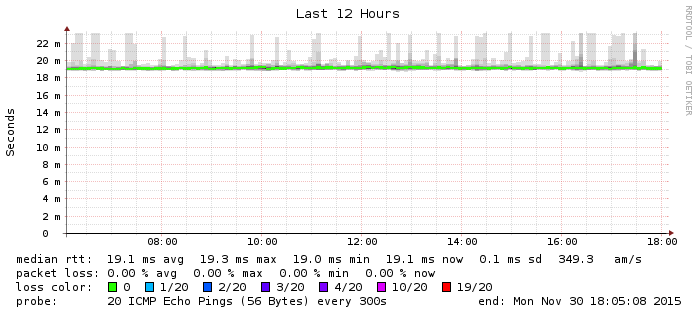 Last 12 Hours
RRDTOOL / TOBI OETIKER
Seconds
22 m
20 m
18 m
16 m
14 m
12 m
10 m
8 m
6 m
4 m
2 m
0
08:00 10:00 12:00 14:00 16:00 18:00
median rtt: 19.1 ms avg 19.3 ms max 19.0 ms min 19.1 ms now 0.1 ms sd 349.3 am/s
packet loss: 0.00 % avg 0.00 % max 0.00 % min 0.00 % now
loss color: 0 1/20 2/20 3/20 4/20 10/20 19/20
probe: 20 ICMP Echo Pings (56 Bytes) every 300s end: Mon Nov 30 18:05:08 2015